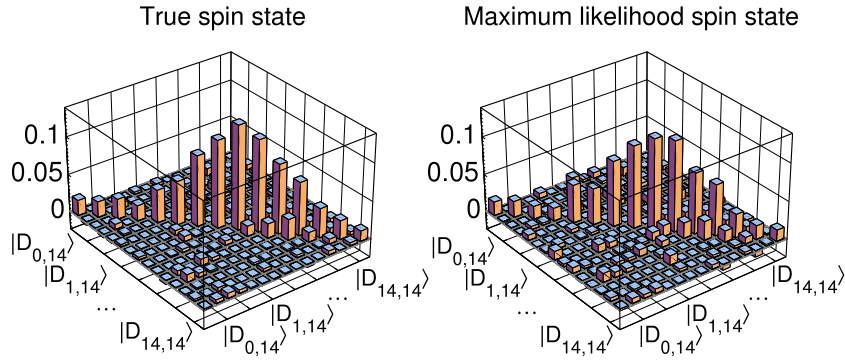 True spin state
Maximum likelihood spin state
0.1
0.05
0
|D0,14⟩
|D1,14⟩
...
|D14,14⟩
|D0,14⟩
|D1,14⟩
...
|D14,14⟩
0.1
0.05
0
|D0,14⟩
|D1,14⟩
...
|D14,14⟩
|D0,14⟩
|D1,14⟩
...
|D14,14⟩